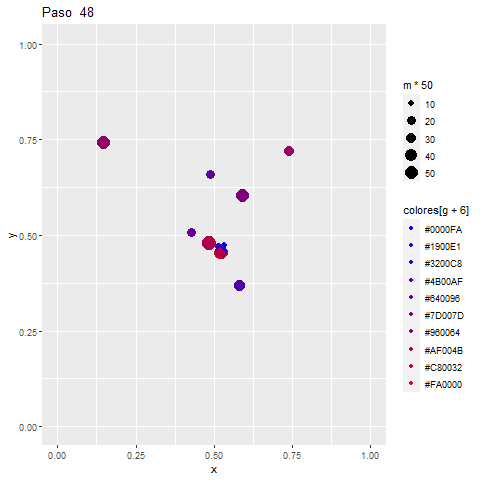 Paso  48
y
1.00
0.75
0.50
0.25
0.00
0.00
0.25
0.50
0.75
1.00
x
m * 50
10
20
30
40
50
colores[g + 6]
#0000FA
#1900E1
#3200C8
#4B00AF
#640096
#7D007D
#960064
#AF004B
#C80032
#FA0000